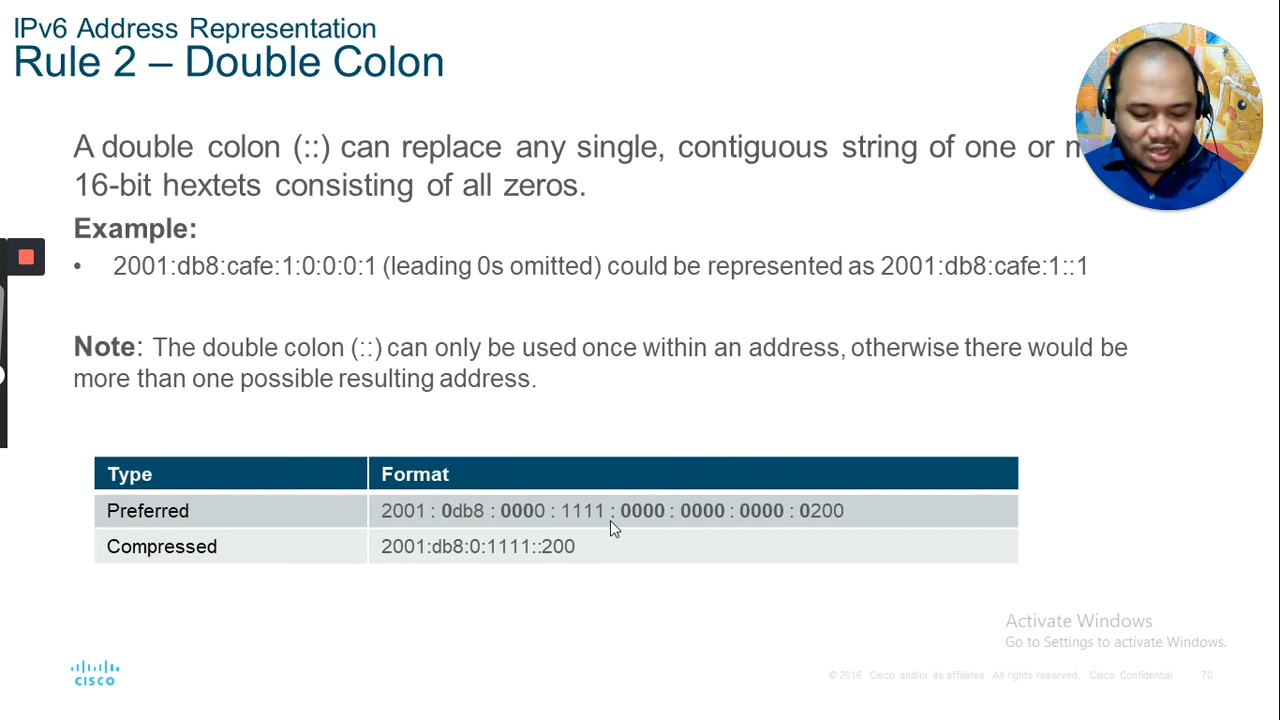 IPv6 Address Representation
Rule 2 – Double Colon
A double colon (::) can replace any single, contiguous string of one or
16-bit hextets consisting of all zeros.
Example:
• 2001:db8:cafe:1:0:0:0:1 (leading 0s omitted) could be represented as 2001:db8:cafe:1::1
Note: The double colon (::) can only be used once within an address, otherwise there would be
more than one possible resulting address.
Type Format
Preferred 2001 : 0db8 : 0000 : 1111 : 0000 : 0000 : 0000 : 0200
Compressed 2001:db8:0:1111::200
Activate Windows
Go to Settings to activate Windows.
CISCO
© 2016 Cisco and/or its affiliates. All rights reserved. Cisco Confidential 70